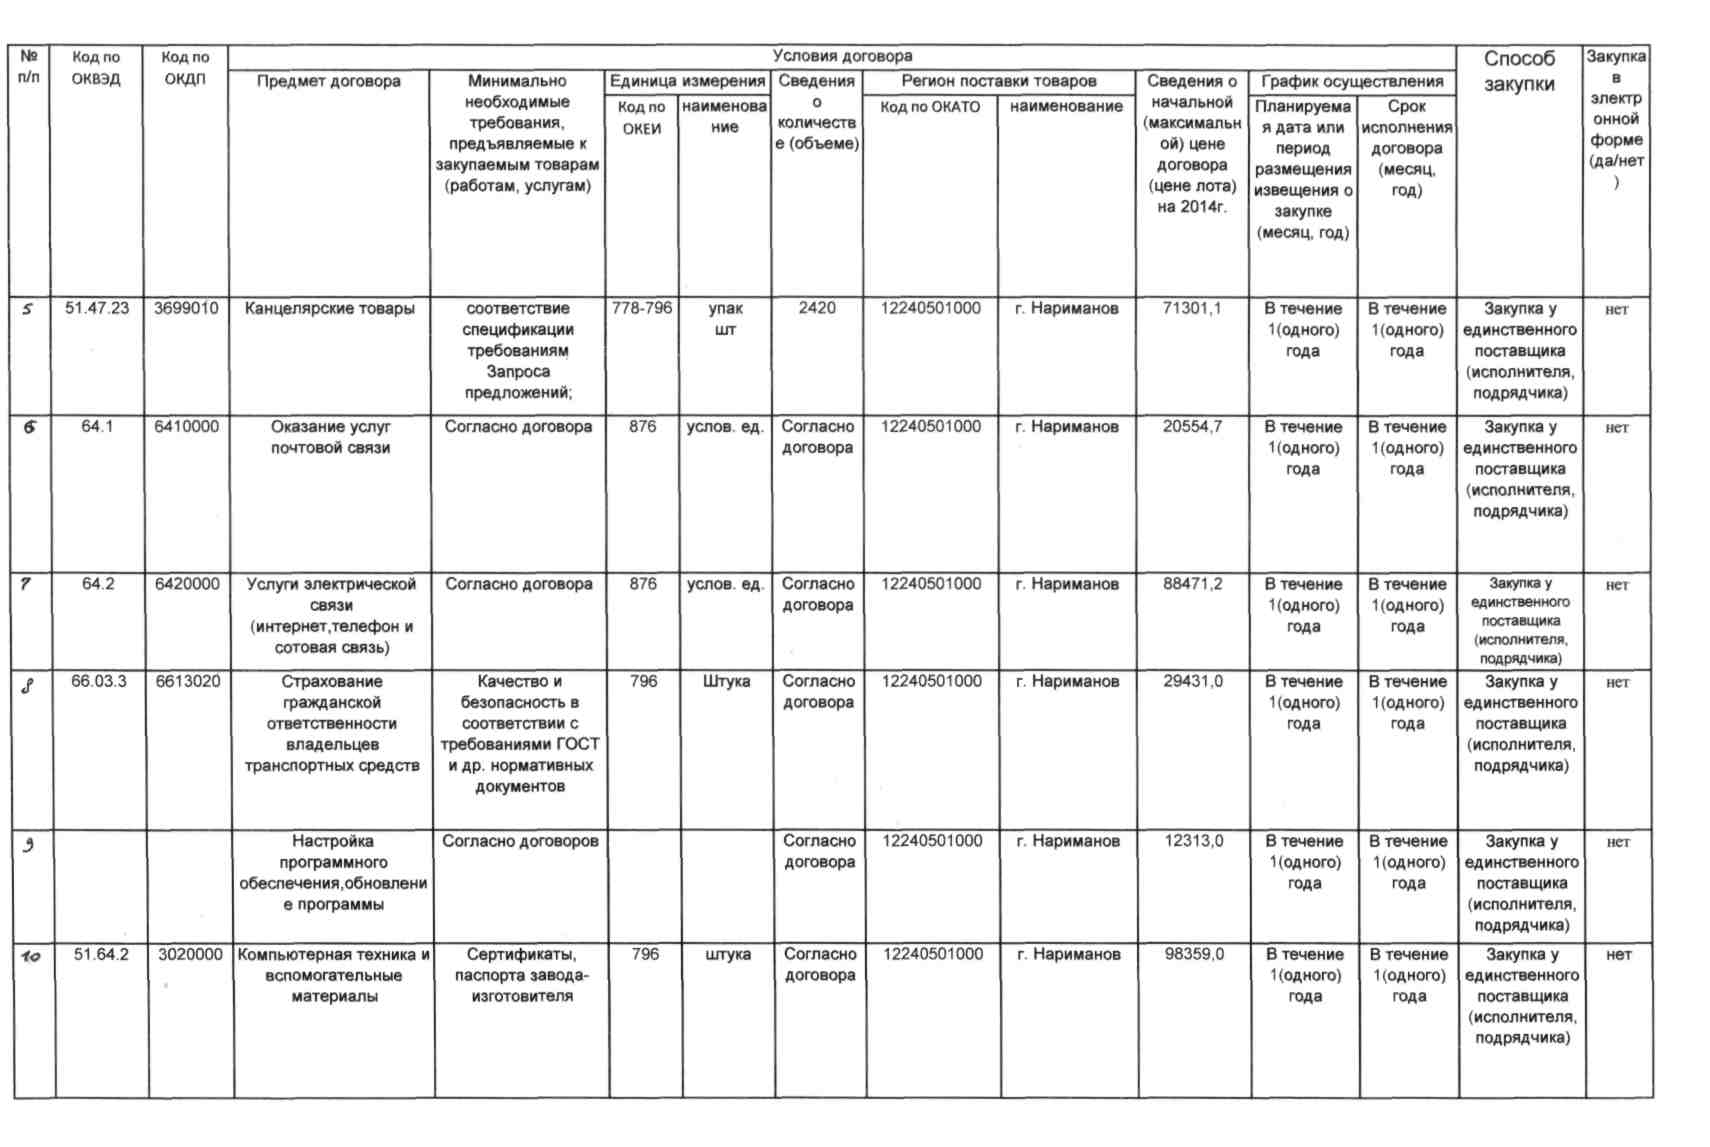 № п/п
Код по ОКВЭД
Код по ОКДП
Условия договора
Способ закупки
Закупка в электр онной форме (да/нет )
Предмет договора
Минимально необходимые требования, предъявляемые к закупаемым товарам (работам, услугам)
Единица измерения
Сведения о количеств е (объеме)
Регион поставки товаров
Сведения о начальной (максимальн ой) цене договора (цене лота) на 2014г.
График осуществления
Код по ОКЕИ
наименова ние
Код по ОКАТО
наименование
Планируема я дата или период размещения извещения о закупке (месяц, год)
Срок исполнения договора (месяц, год)
5 51.47.23 3699010 Канцелярские товары соответствие спецификации требованиям Запроса предложений; 778-796 упак шт 2420 12240501000 г. Нариманов 71301,1 В течение 1(одного) года В течение 1(одного) года Закупка у единственного поставщика (исполнителя, подрядчика) нет
6 64.1 6410000 Оказание услуг почтовой связи Согласно договора 876 услов. ед. Согласно договора 12240501000 г. Нариманов 20554,7 В течение 1(одного) года В течение 1(одного) года Закупка у единственного поставщика (исполнителя, подрядчика) нет
7 64.2 6420000 Услуги электрической связи (интернет,телефон и сотовая связь) Согласно договора 876 услов. ед. Согласно договора 12240501000 г. Нариманов 88471,2 В течение 1(одного) года В течение 1(одного) года Закупка у единственного поставщика (исполнителя, подрядчика) нет
8 66.03.3 6613020 Страхование гражданской ответственности владельцев транспортных средств Качество и безопасность в соответствии с требованиями ГОСТ и др. нормативных документов 796 Штука Согласно договора 12240501000 г. Нариманов 29431,0 В течение 1(одного) года В течение 1(одного) года Закупка у единственного поставщика (исполнителя, подрядчика) нет
9 Настройка программного обеспечения,обновлени е программы Согласно договоров Согласно договора 12240501000 г. Нариманов 12313,0 В течение 1(одного) года В течение 1(одного) года Закупка у единственного поставщика (исполнителя, подрядчика) нет
10 51.64.2 3020000 Компьютерная техника и вспомогательные материалы Сертификаты, паспорта завода-изготовителя 796 штука Согласно договора 12240501000 г. Нариманов 98359,0 В течение 1(одного) года В течение 1(одного) года Закупка у единственного поставщика (исполнителя, подрядчика) нет